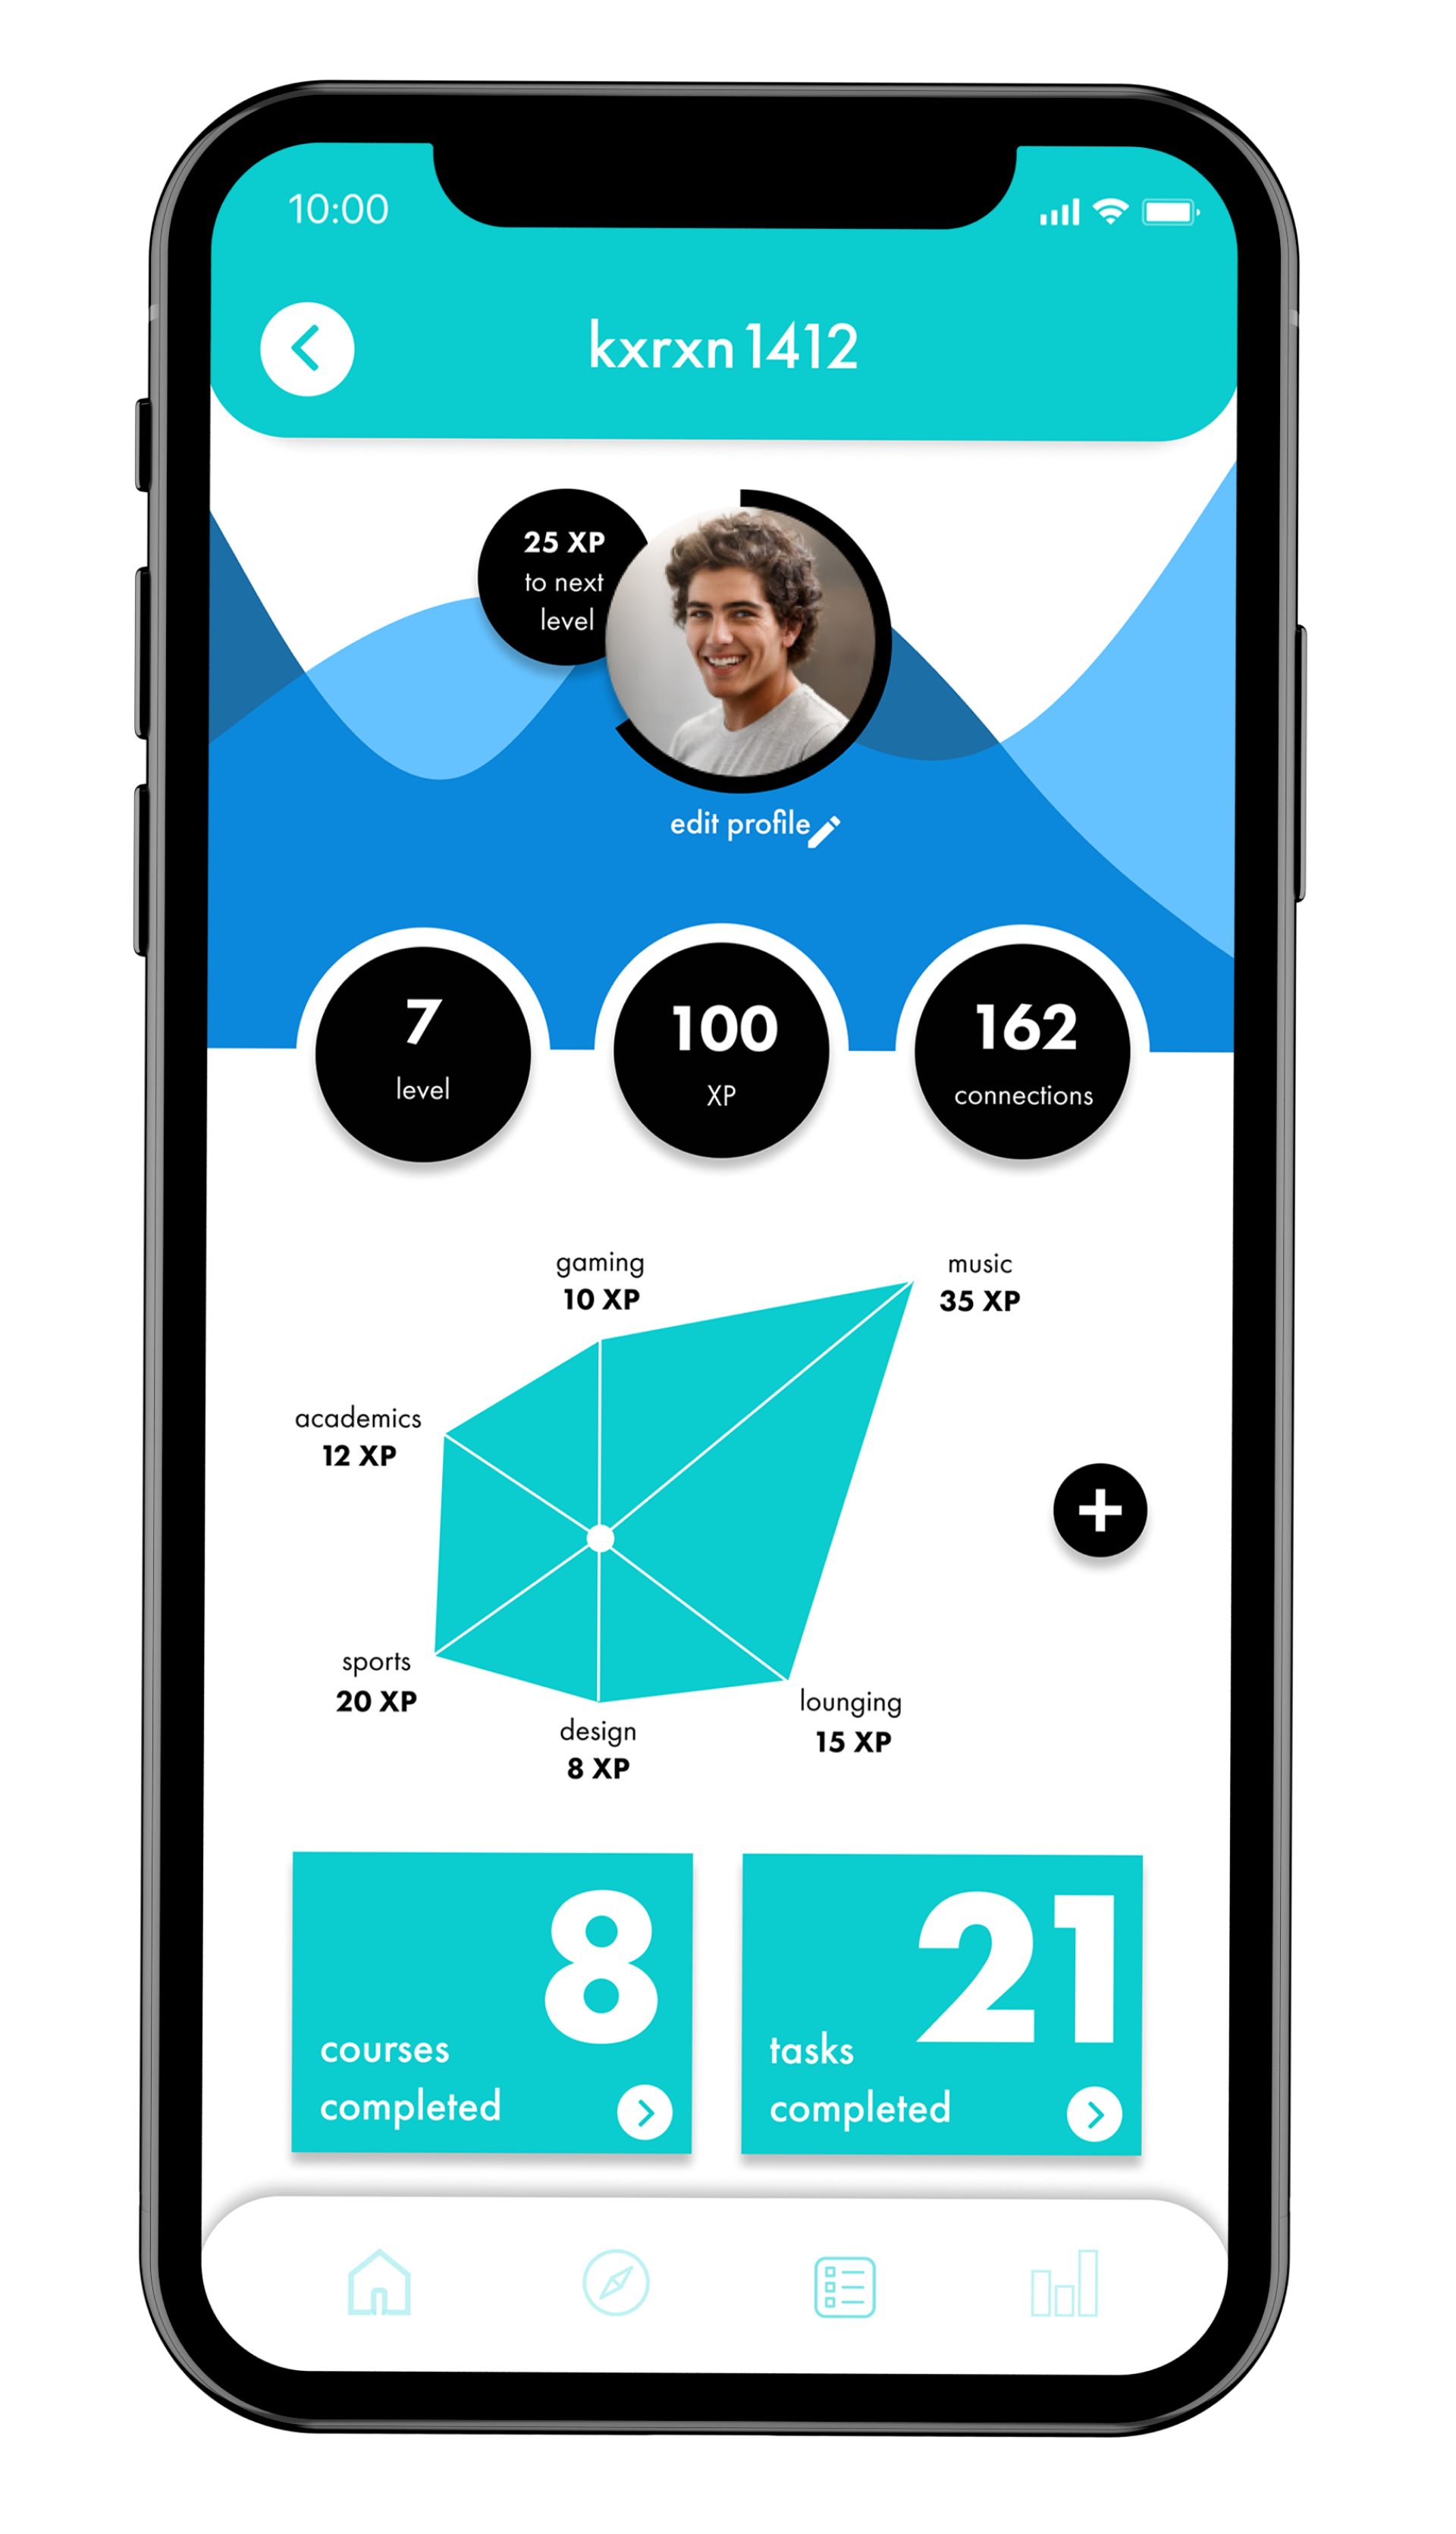 10:00
kxrxn1412
25 XP
to next
level
edit profile
7
level
100
XP
162
connections
gaming
10 XP
music
35 XP
academics
12 XP
sports
20 XP
design
8 XP
lounging
15 XP
8
courses
completed
21
tasks
completed